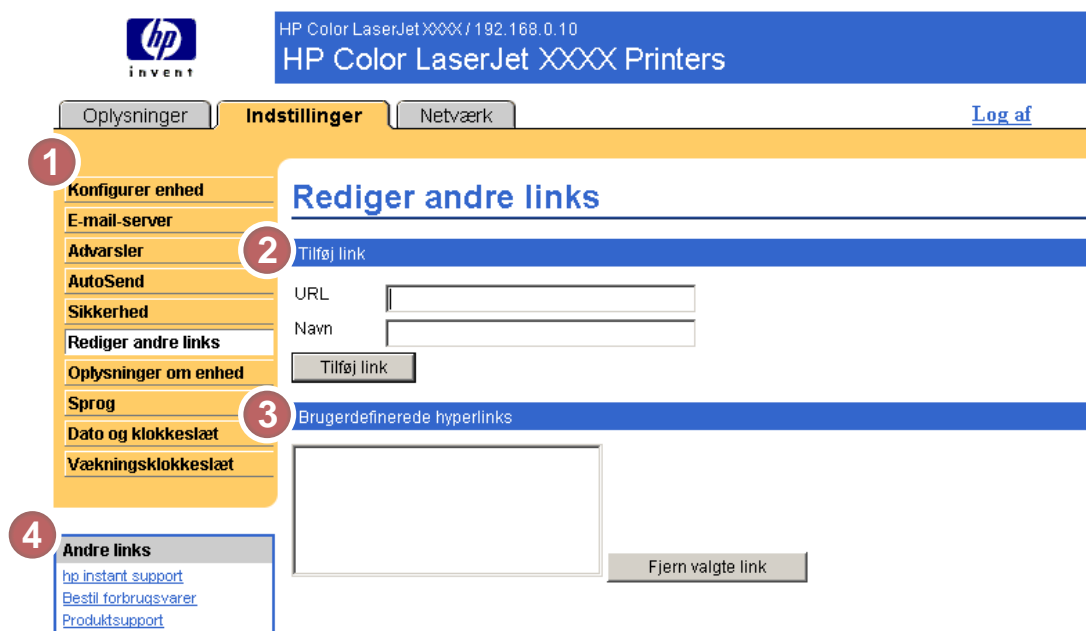 hp
invent
HP Color LaserJet XXXX / 192.168.0.10
HP Color LaserJet XXXX Printers
Oplysninger
Indstillinger
Netværk
Log af
1
Konfigurer enhed
E-mail-server
Advarsler
AutoSend
Sikkerhed
Rediger andre links
Oplysninger om enhed
Sprog
Dato og klokkeslæt
Vækningsklokkeslæt
Rediger andre links
2
Tilføj link
URL
Navn
Tilføj link
3
Brugerdefinerede hyperlinks
Fjern valgte link
4
Andre links
hp instant support
Bestil forbrugsvarer
Produktsupport